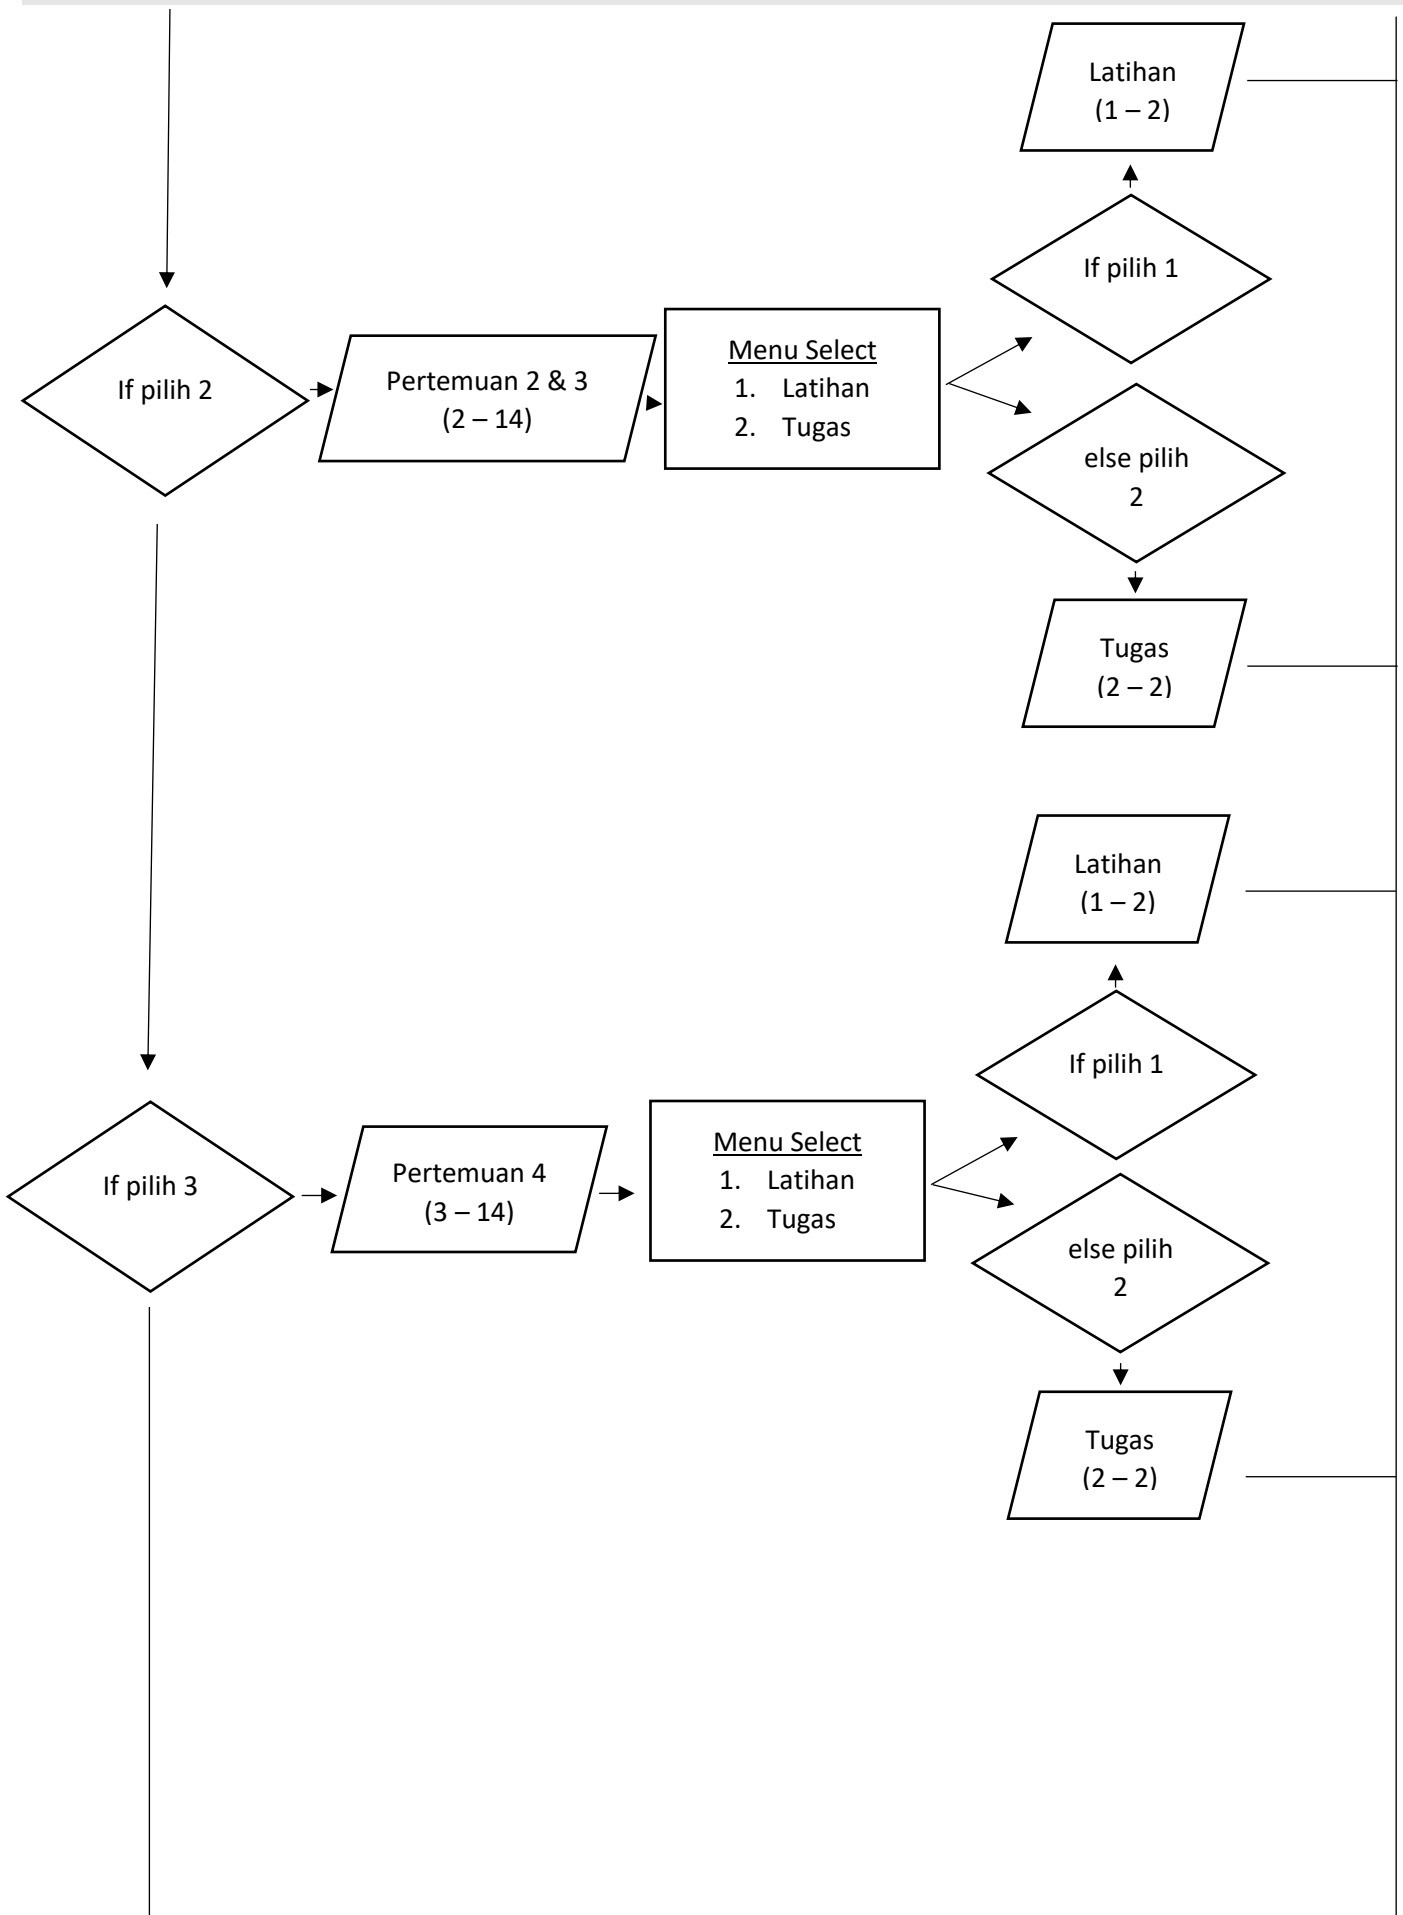 Latihan
(1 – 2)
If pilih 1
If pilih 2
Pertemuan 2 & 3
(2 – 14)
Menu Select
1. Latihan
2. Tugas
else pilih
2
Tugas
(2 – 2)
Latihan
(1 – 2)
If pilih 1
If pilih 3
Pertemuan 4
(3 – 14)
Menu Select
1. Latihan
2. Tugas
else pilih
2
Tugas
(2 – 2)